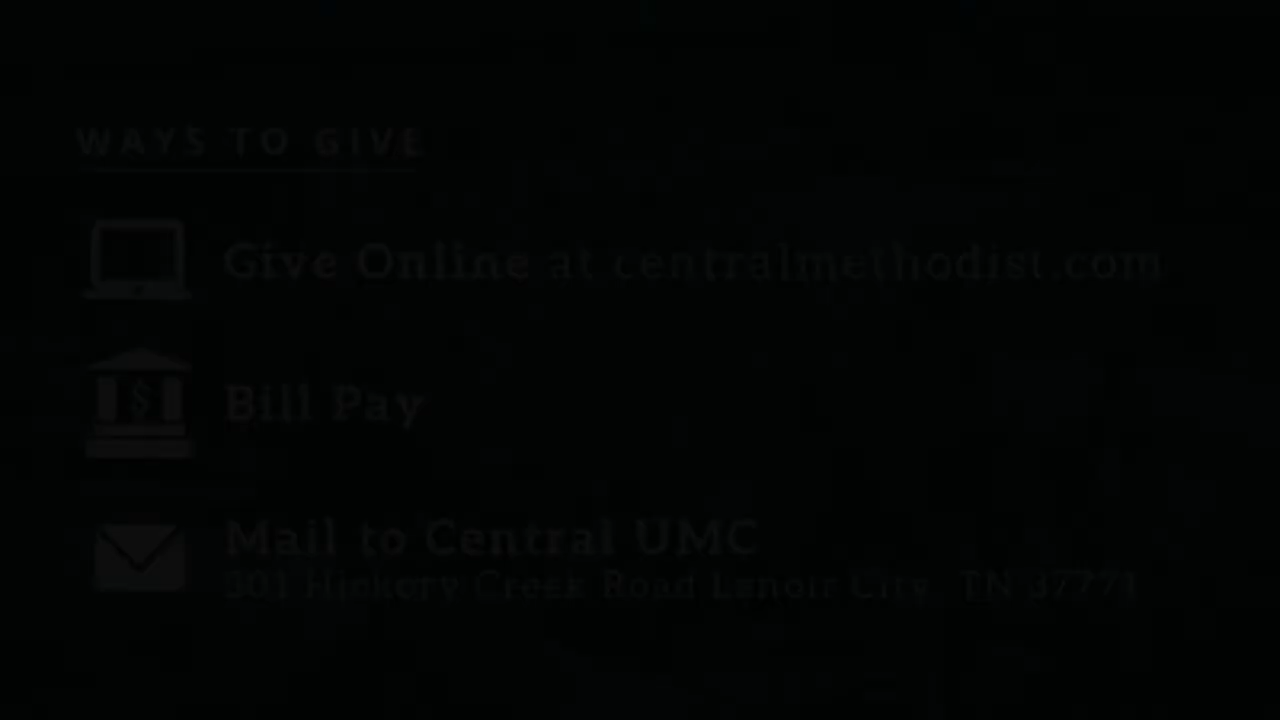 WAYS TO GIVE
Give Online at centralmethodist.com
Bill Pay
Mail to Central UMC
301 Hickory Creek Road Lenoir City, TN 37771